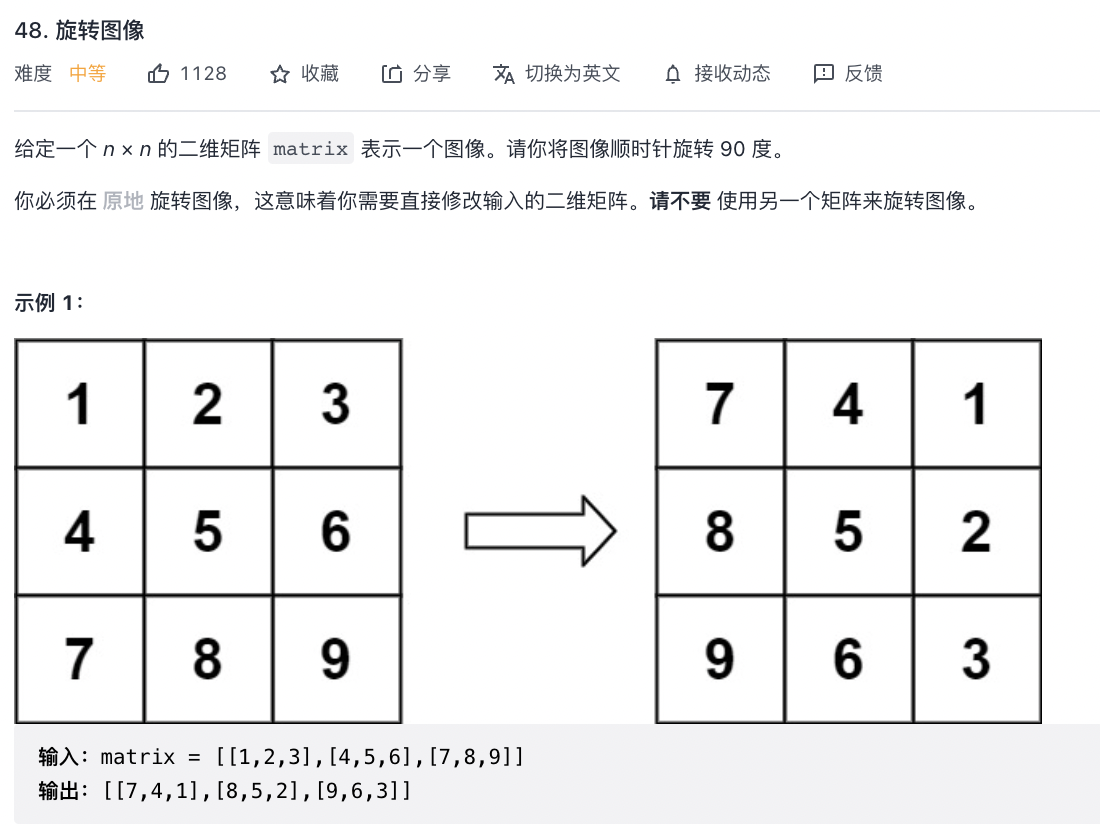 48. 旋转图像
难度 中等 1128 收藏 分享 切换为英文 接收动态 反馈
给定一个 n × n 的二维矩阵 matrix 表示一个图像。请你将图像顺时针旋转 90 度。
你必须在 原地 旋转图像，这意味着你需要直接修改输入的二维矩阵。请不要 使用另一个矩阵来旋转图像。
示例 1：
1 2 3 7 4 1
4 5 6 8 5 2
7 8 9 9 6 3
输入：matrix = [[1,2,3],[4,5,6],[7,8,9]]
输出：[[7,4,1],[8,5,2],[9,6,3]]